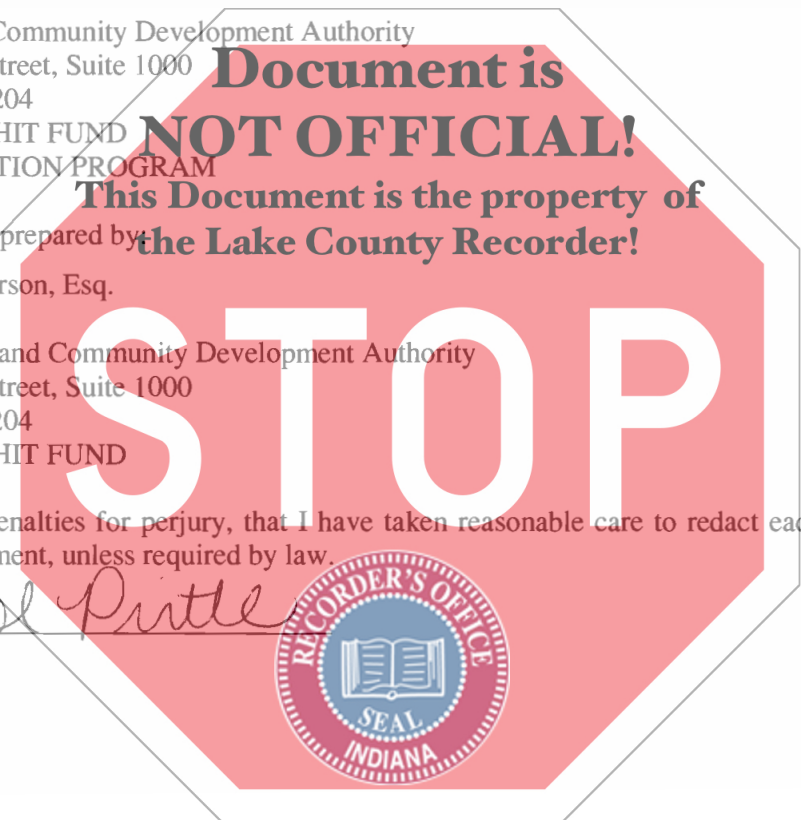 Community Development Authority
treet, Suite 1000
204
HIT FUND
TION PROGRAM
Document is
NOT OFFICIAL!
This Document is the property of
the Lake County Recorder!
prepared by:
rson, Esq.
and Community Development Authority
treet, Suite 1000
204
HIT FUND
STOP
enalties for perjury, that I have taken reasonable care to redact eac
ment, unless required by law.
Pirtle
RECORDER'S OFFICE
SEAL
INDIANA